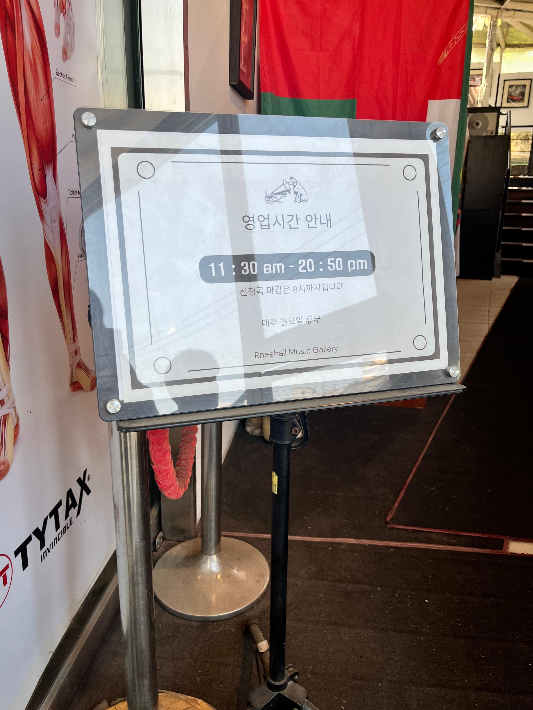 영업시간 안내
11 : 30 am - 20 : 50 pm
신청곡 마감은 8시까지입니다
매주 월요일 휴무
Rheehall Music Gallery
TYTAX
INVINCIBLE